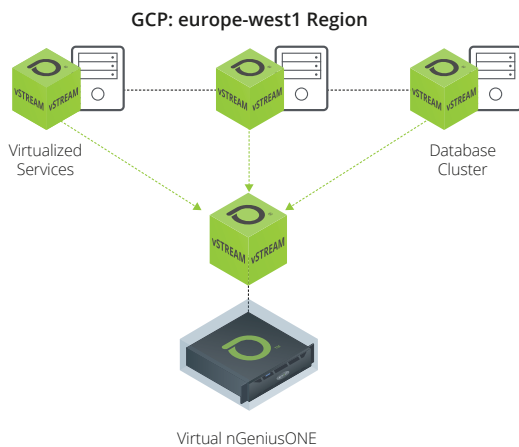 GCP: europe-west1 Region
vSTREAM vSTREAM
vSTREAM vSTREAM
vSTREAM vSTREAM
Virtualized
Services
Database
Cluster
vSTREAM vSTREAM
Virtual nGeniusONE